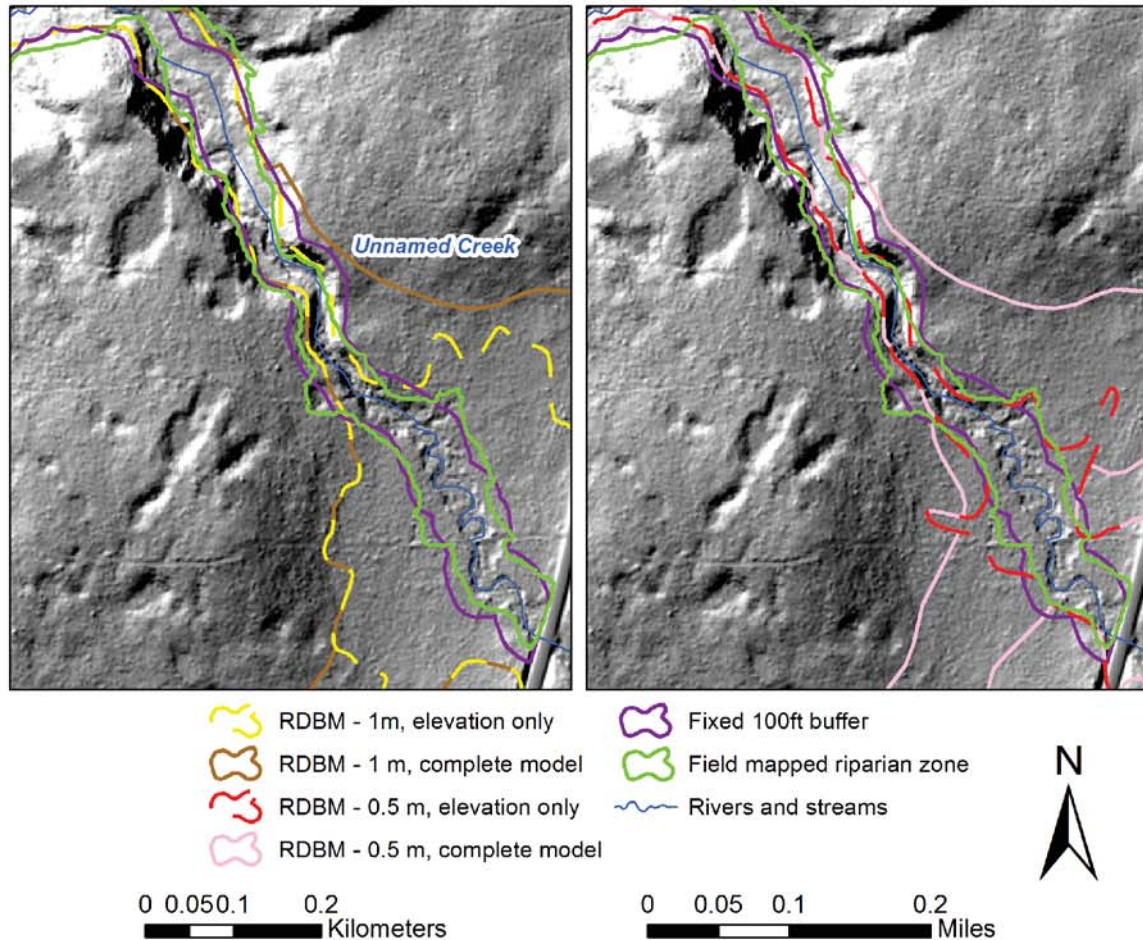 Unnamed Creek
RDBM - 1m, elevation only
RDBM - 1 m, complete model
RDBM - 0.5 m, elevation only
RDBM - 0.5 m, complete model
Fixed 100ft buffer
Field mapped riparian zone
Rivers and streams
N
0 0.05 0.1 0.2
Kilometers
0 0.05 0.1 0.2
Miles